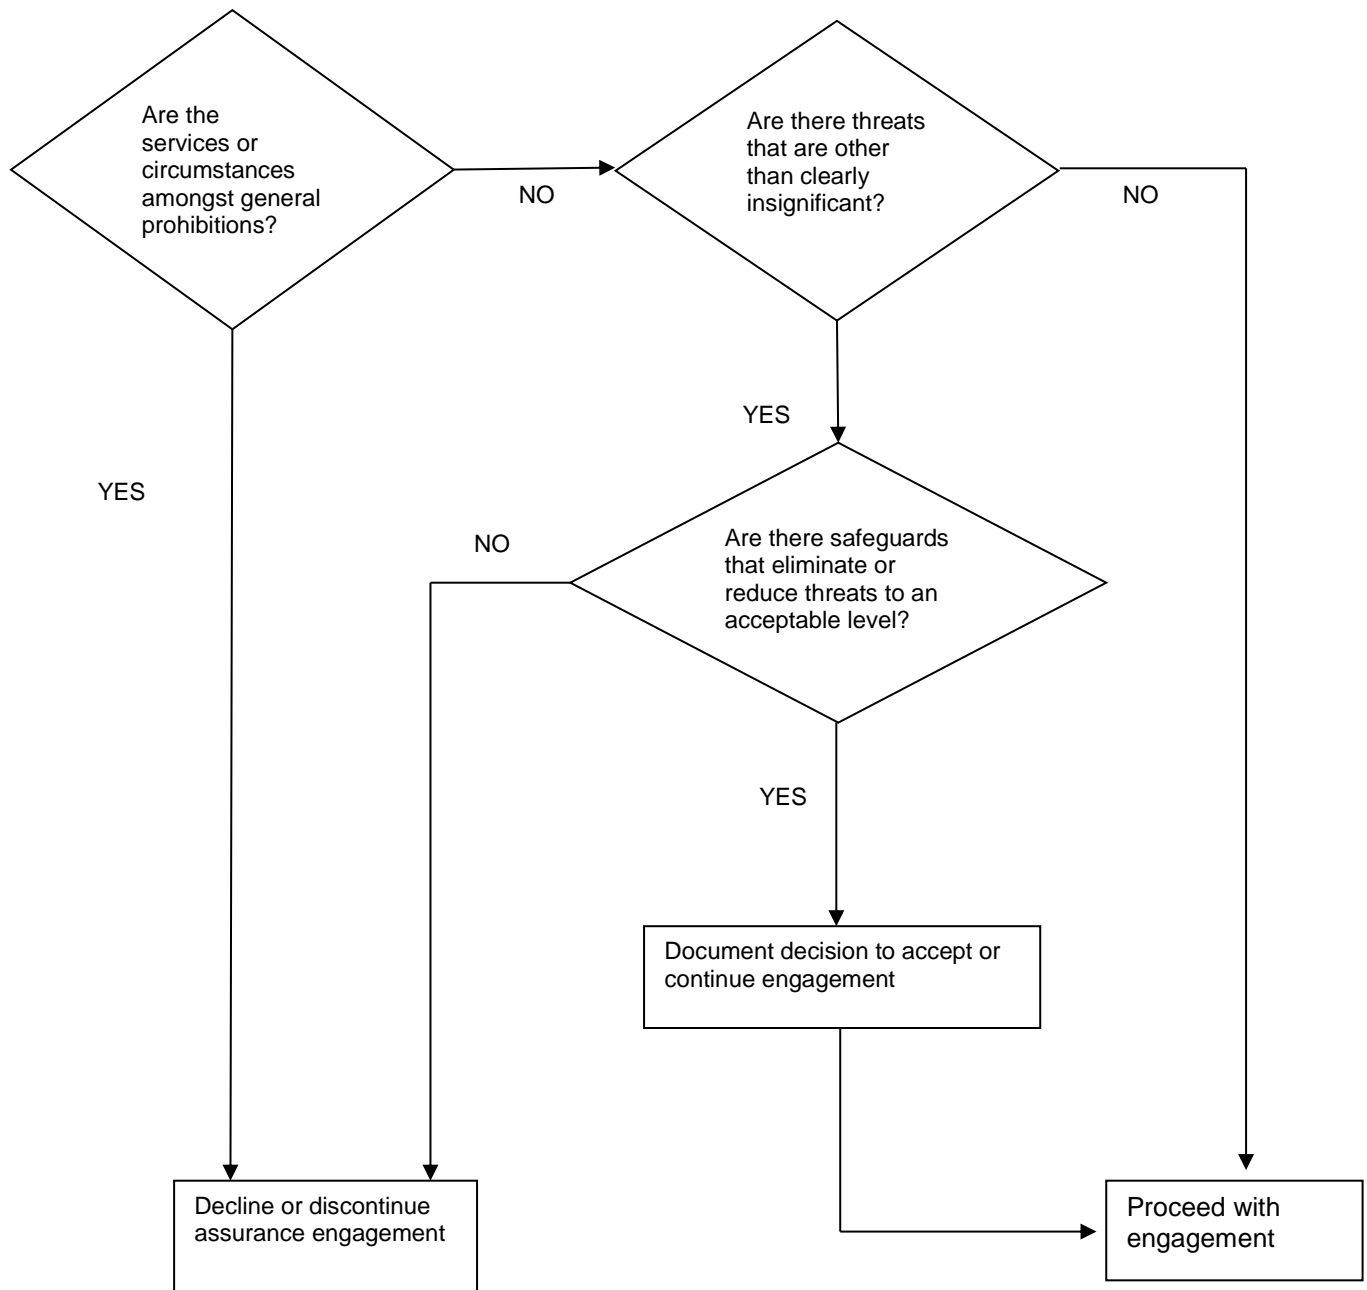 Are the
services or
circumstances
amongst general
prohibitions?
NO
Are there threats
that are other
than clearly
insignificant?
NO
YES
YES
NO
Are there safeguards
that eliminate or
reduce threats to an
acceptable level?
YES
Document decision to accept or
continue engagement
Decline or discontinue
assurance engagement
Proceed with
engagement